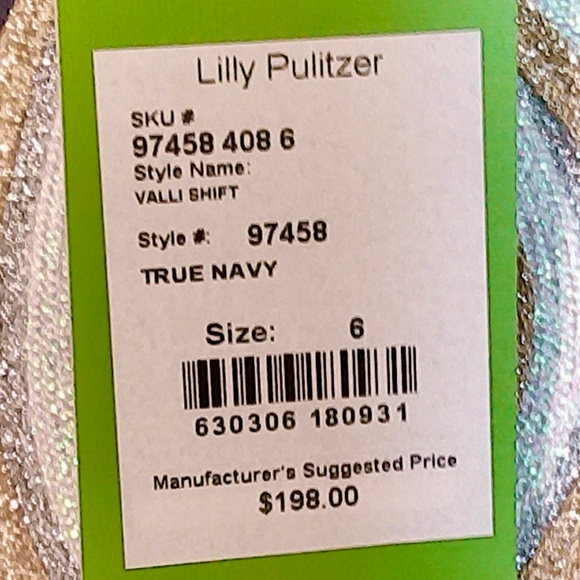 Lilly Pulitzer
SKU #
97458 408 6
Style Name:
VALLI SHIFT
Style #: 97458
TRUE NAVY
Size: 6
630306 180931
Manufacturer's Suggested Price
$198.00